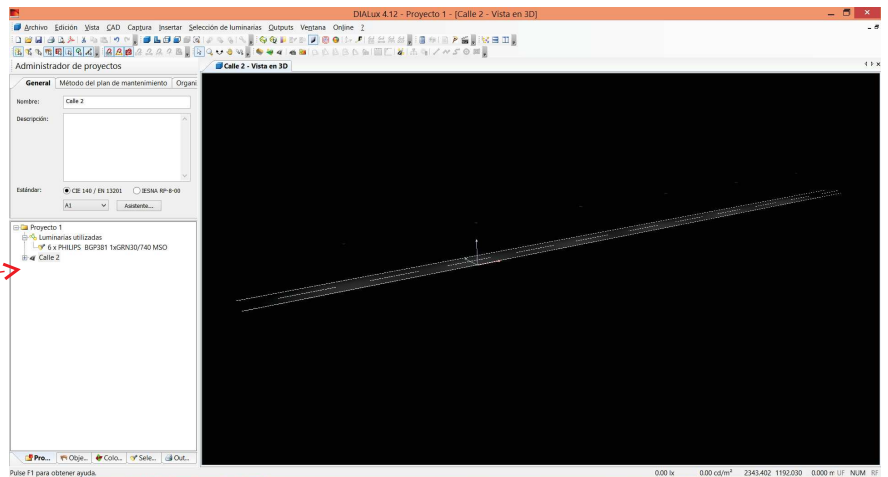 DIALux 4.12 - Proyecto 1 - [Calle 2 - Vista en 3D]
Archivo Edición Vista CAD Captura Insertar Selección de luminarias Outputs Ventana Online ?
Administrador de proyectos
Calle 2 - Vista en 3D
General Método del plan de mantenimiento Organi
Nombre: Calle 2
Descripción:
Estándar: CIE 140 / EN 13201 IESNA RP-8-00
A1 Asistente...
Proyecto 1
Luminarias utilizadas
6 x PHILIPS BGP381 1xGRN30/740 MSO
Calle 2
Pro... Obje... Colo... Sele... Out...
Pulse F1 para obtener ayuda. 0.00 lx 0.00 cd/m² 2343.402 1192.030 0.000 m UF NUM RF